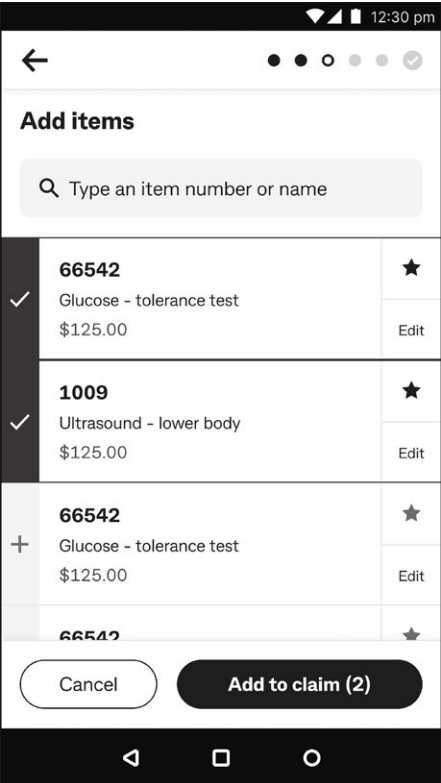 12:30 pm
Add items
Type an item number or name
66542
Glucose - tolerance test
$125.00
Edit
1009
Ultrasound - lower body
$125.00
Edit
66542
Glucose - tolerance test
$125.00
Edit
66542
Cancel
Add to claim (2)